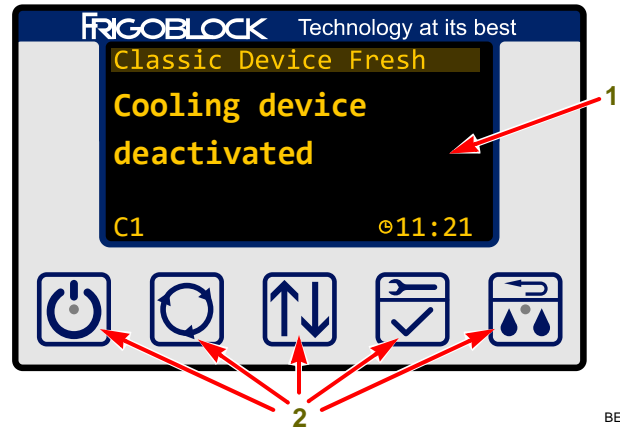 FRIGOBLOCK Technology at its best
Classic Device Fresh
Cooling device
deactivated
C1 11:21
1
2
BE